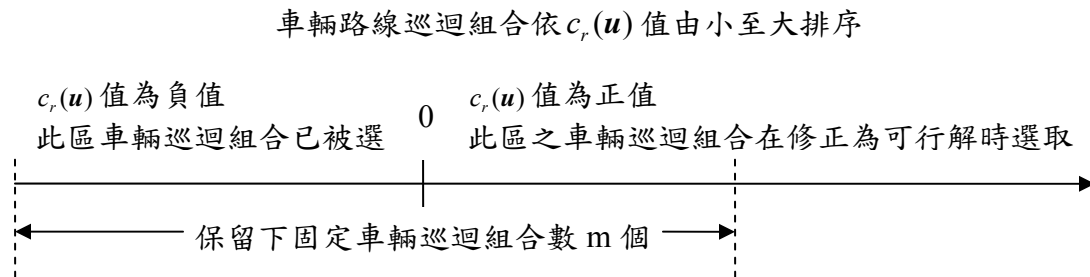 車輛路線巡迴組合依 cᵣ(u) 值由小至大排序
cᵣ(u) 值為負值
此區車輛巡迴組合已被選
0
cᵣ(u) 值為正值
此區之車輛巡迴組合在修正為可行解時選取
保留下固定車輛巡迴組合數 m 個